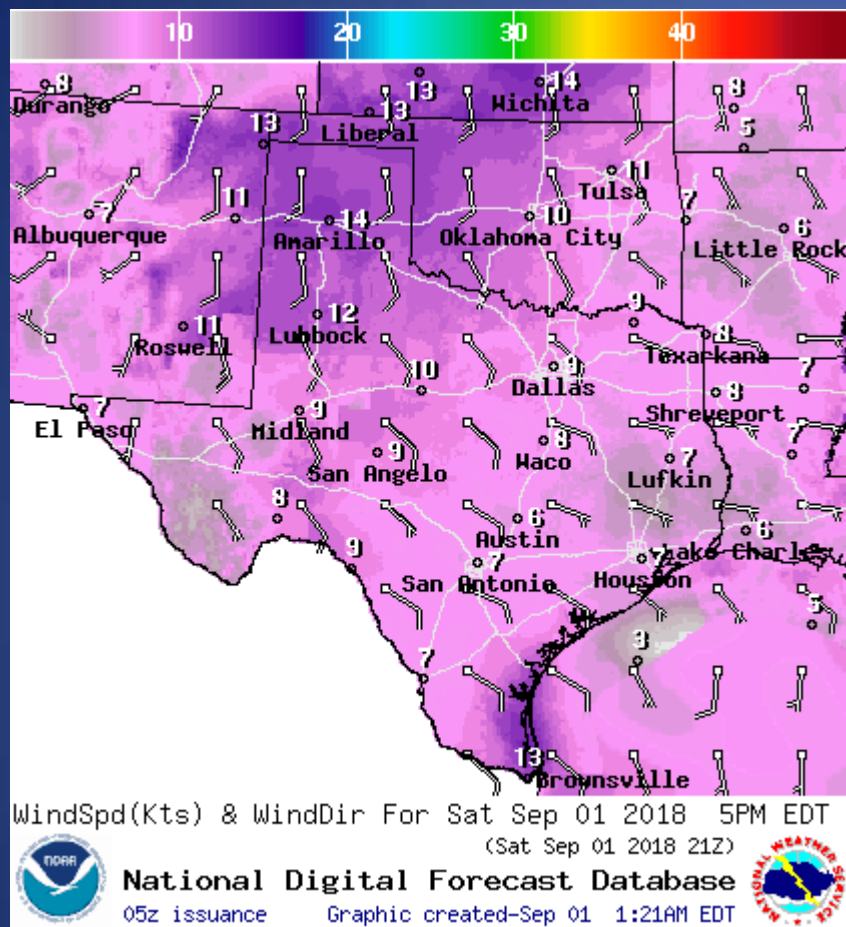 10 20 30 40
8 13 14 8
Durango 13 Wichita
13 Liberal 5
11
Tulsa
7 11 14 10 7 6
Albuquerque Amarillo Oklahoma City Little Rock
11 12 9 8
Roswell Lubbock Texarkana
10 9 7
Dallas 8
7 9 Shreveport
El Paso Midland 8
9 Waco 7 7
San Angelo Lufkin
8 6 6
Austin Lake Charles
9 7 7
San Antonio Houston
5
3
7
13
Brownsville
WindSpd(Kts) & WindDir For Sat Sep 01 2018 5PM EDT
(Sat Sep 01 2018 21Z)
NOAA
National Digital Forecast Database
05z issuance Graphic created-Sep 01 1:21AM EDT
NATIONAL WEATHER SERVICE